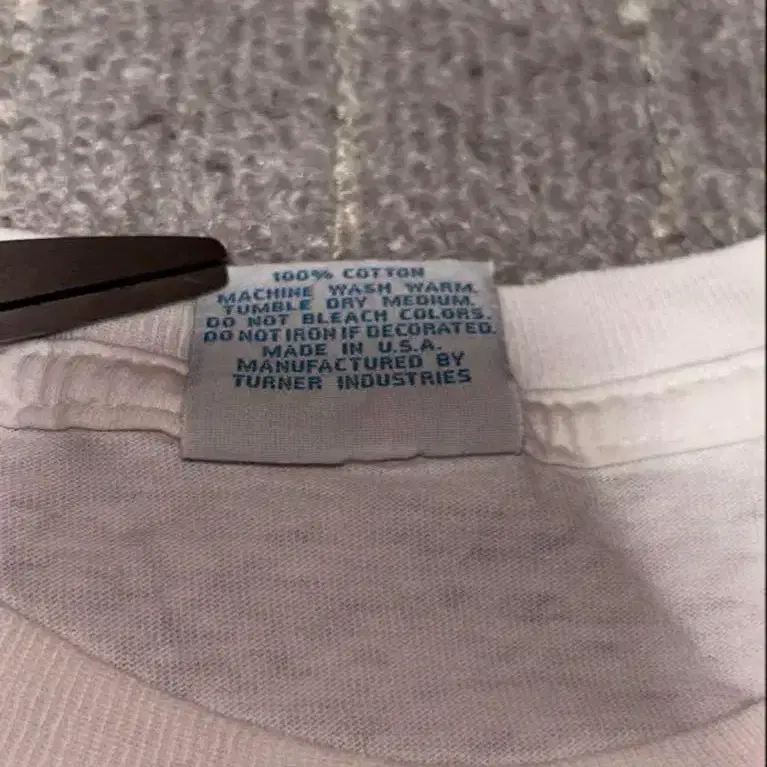 100% COTTON
MACHINE WASH WARM.
TUMBLE DRY MEDIUM.
DO NOT BLEACH COLORS.
DO NOT IRON IF DECORATED.
MADE IN U.S.A.
MANUFACTURED BY
TURNER INDUSTRIES